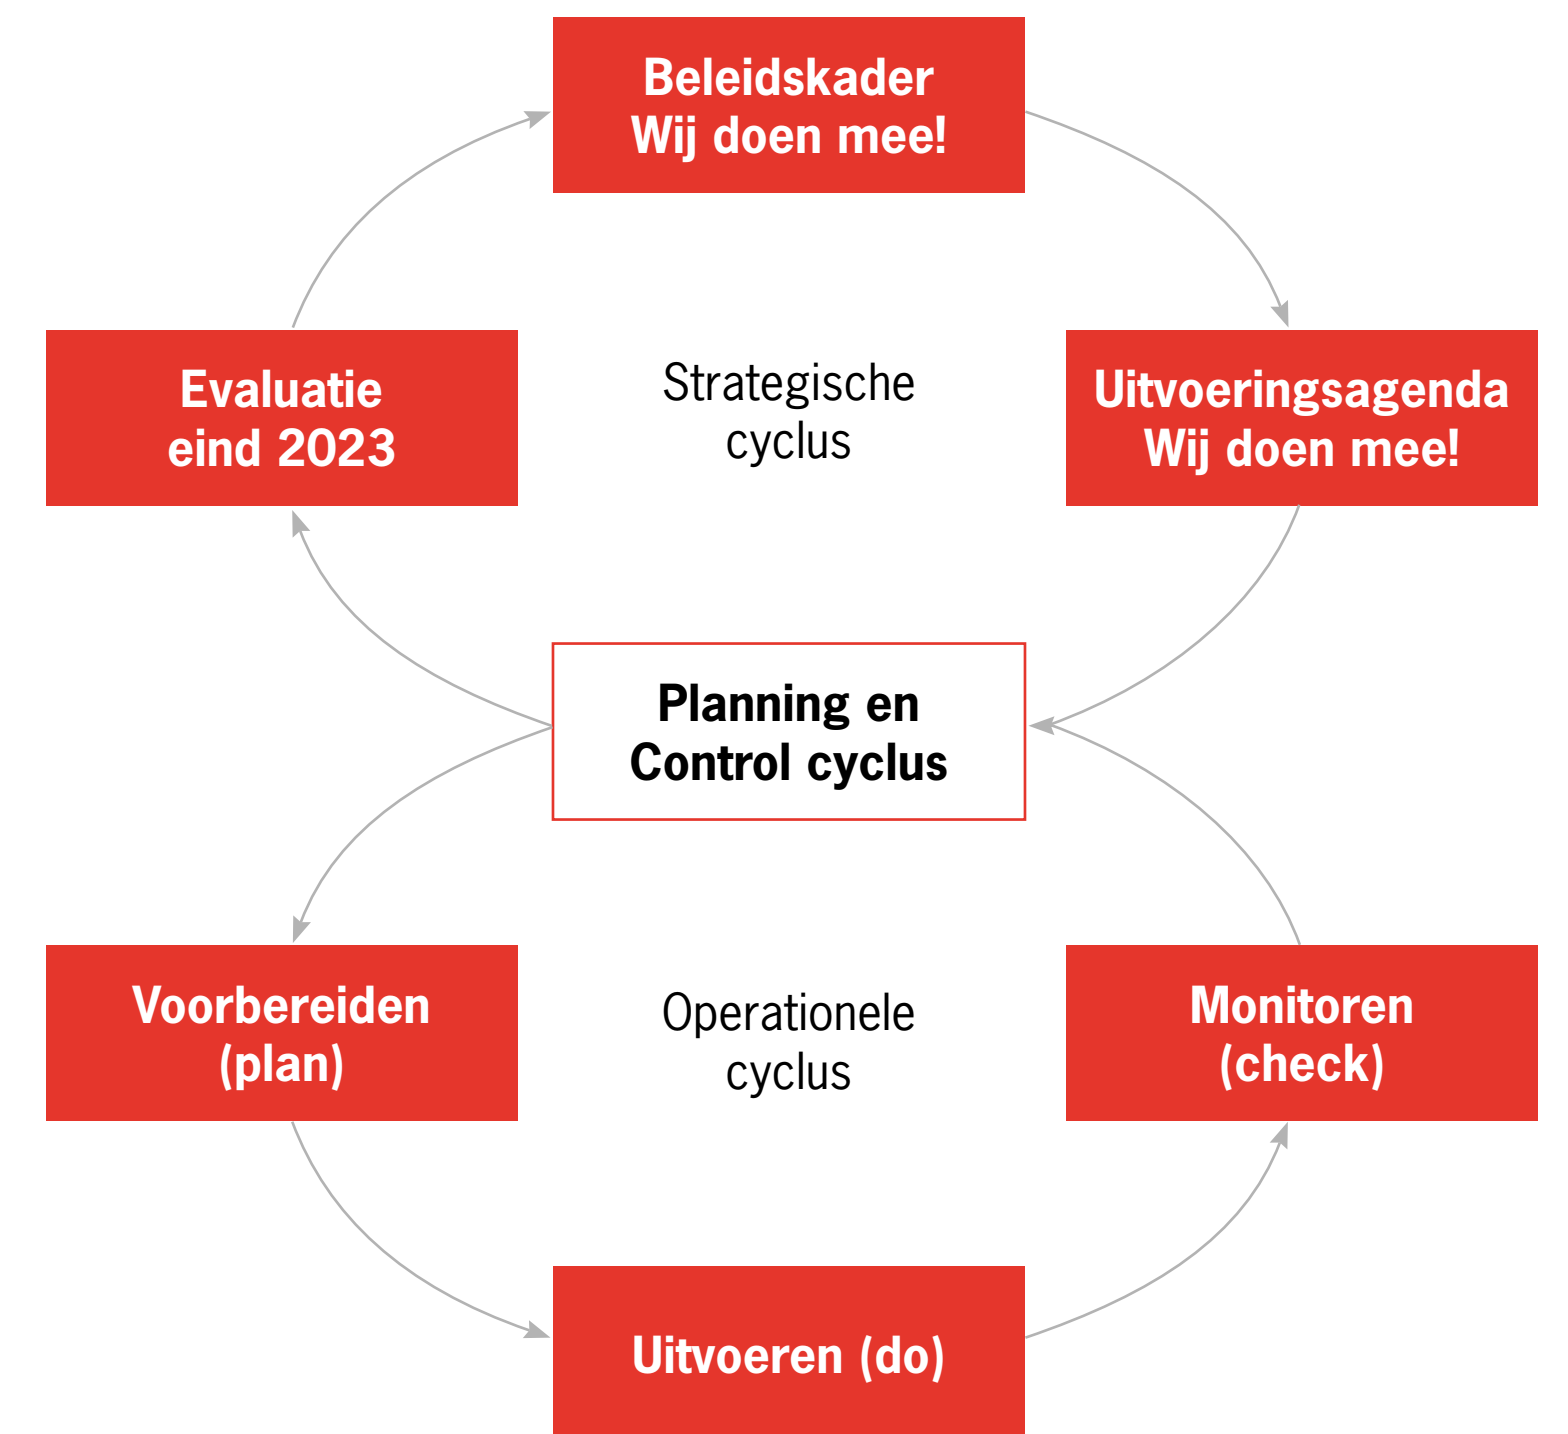 Beleidskader
Wij doen mee!
Evaluatie
eind 2023
Strategische
cyclus
Uitvoeringsagenda
Wij doen mee!
Planning en
Control cyclus
Voorbereiden
(plan)
Operationele
cyclus
Monitoren
(check)
Uitvoeren (do)